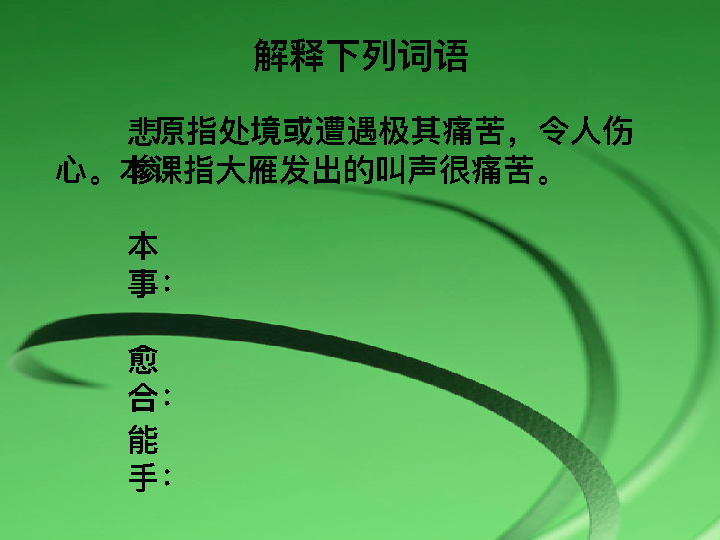 解释下列词语
悲原指处境或遭遇极其痛苦，令人伤
心。本课指大雁发出的叫声很痛苦。
惨
本
事：
愈
合：
能
手：